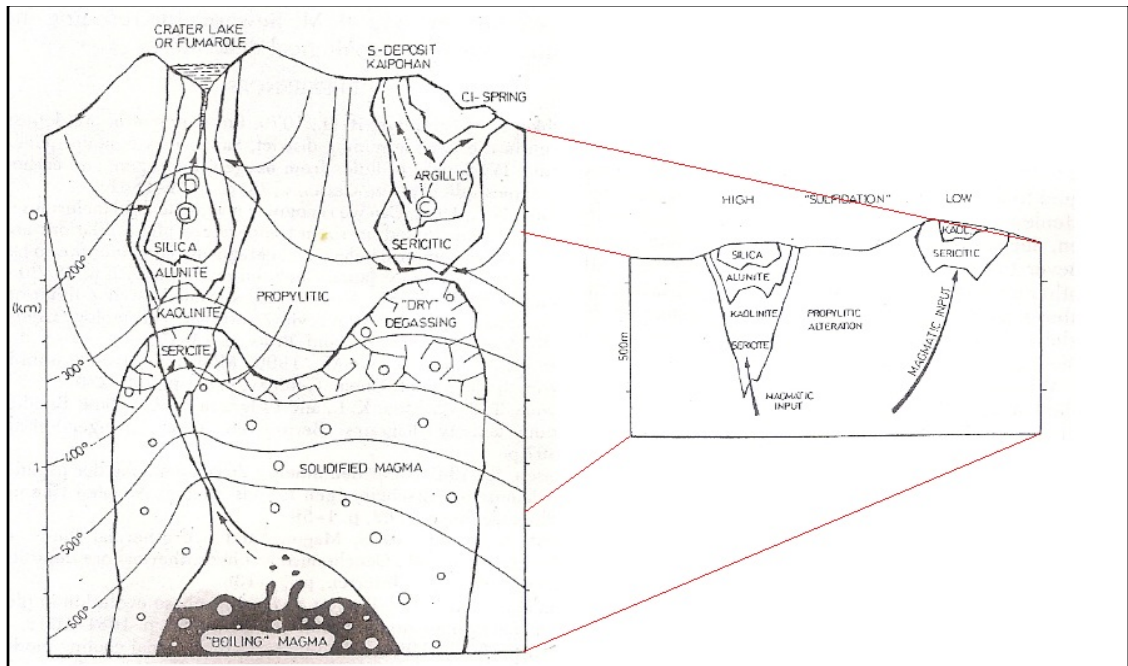 CRATER LAKE
OR FUMAROLE
S-DEPOSIT
KAIPOHAN
Cl-SPRING
b
a
c
ARGILLIC
0
SILICA
SERICITIC
ALUNITE
200°
(km)
KAOLINITE
PROPYLITIC
"DRY"
DEGASSING
SERICITE
300°
1
400°
SOLIDIFIED MAGMA
500°
600°
"BOILING" MAGMA
HIGH "SULFIDATION" LOW
KAOL.
SILICA
SERICITIC
ALUNITE
KAOLINITE
PROPYLITIC
ALTERATION
500m
SERICITE
MAGMATIC INPUT
MAGMATIC
INPUT